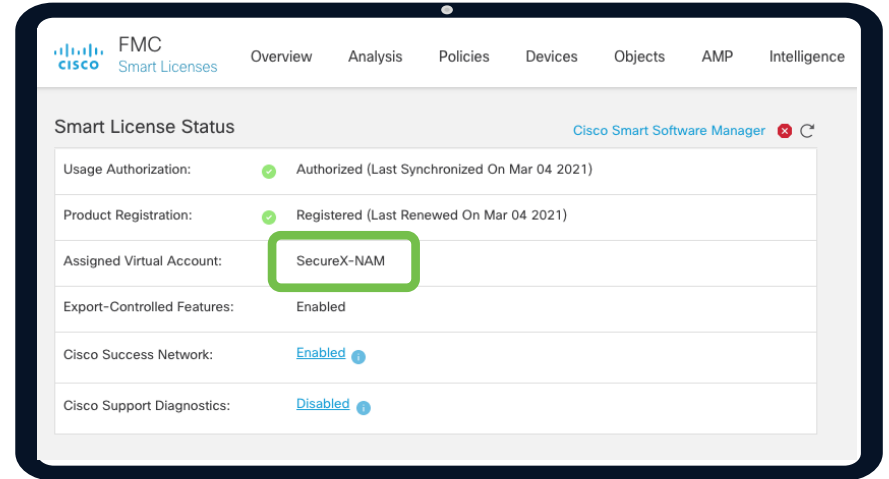 CISCO
FMC
Smart Licenses
Overview Analysis Policies Devices Objects AMP Intelligence
Smart License Status
Cisco Smart Software Manager
Usage Authorization: Authorized (Last Synchronized On Mar 04 2021)
Product Registration: Registered (Last Renewed On Mar 04 2021)
Assigned Virtual Account: SecureX-NAM
Export-Controlled Features: Enabled
Cisco Success Network: Enabled i
Cisco Support Diagnostics: Disabled i